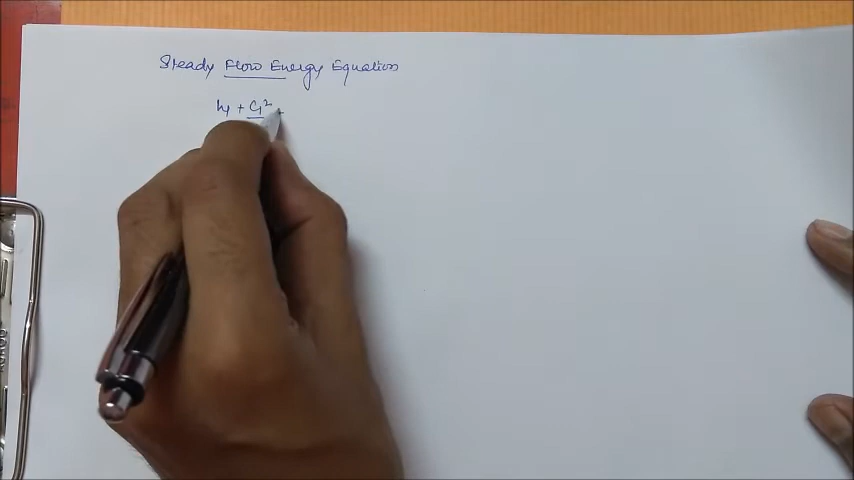 Steady Flow Energy Equation
h₁ + C₁² +